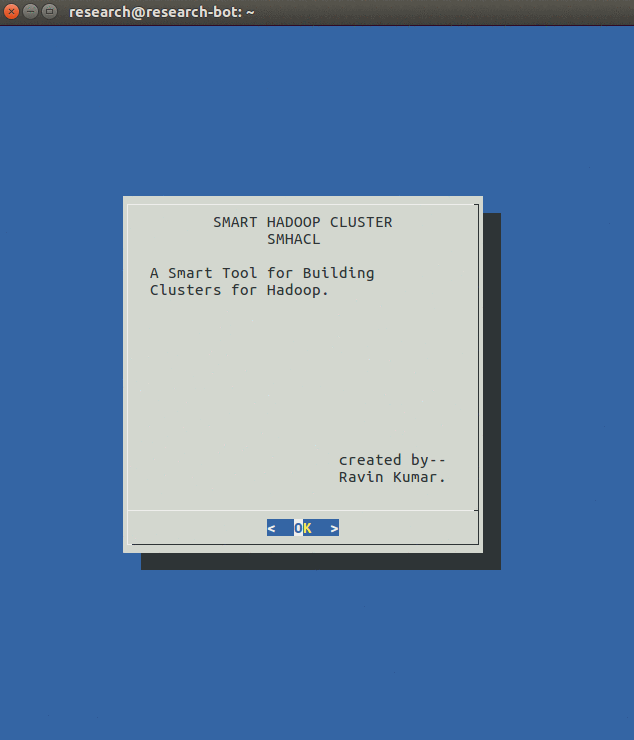 research@research-bot: ~
SMART HADOOP CLUSTER
SMHACL
A Smart Tool for Building
Clusters for Hadoop.
created by--
Ravin Kumar.
<  OK  >